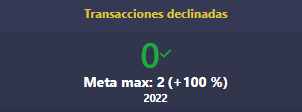 Transacciones declinadas
0✓
Meta max: 2 (+100 %)
2022